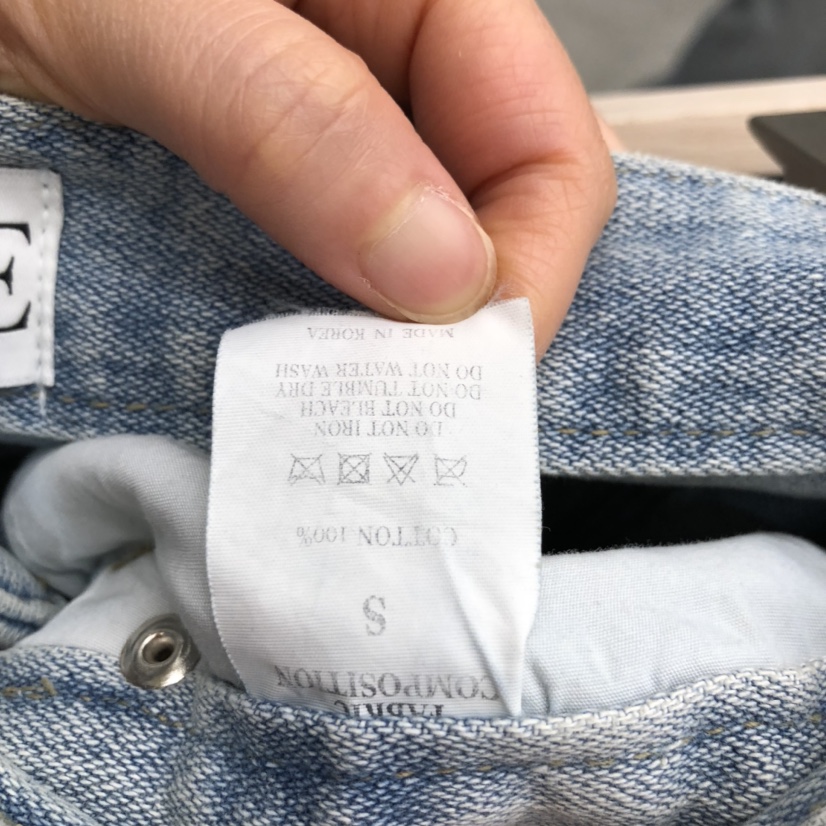 FABRIC
COMPOSITION
S
COTTON 100%
DO NOT IRON
DO NOT BLEACH
DO NOT TUMBLE DRY
DO NOT WATER WASH
MADE IN KOREA
E